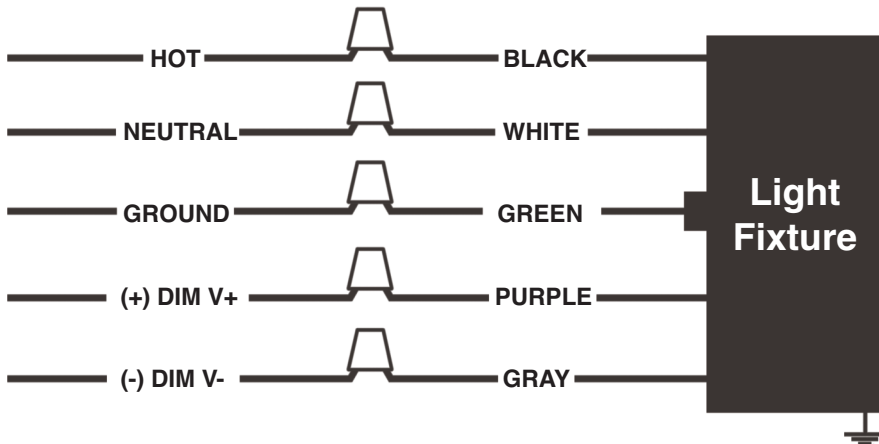 HOT BLACK
NEUTRAL WHITE
GROUND GREEN
(+) DIM V+ PURPLE
(-) DIM V- GRAY
Light
Fixture